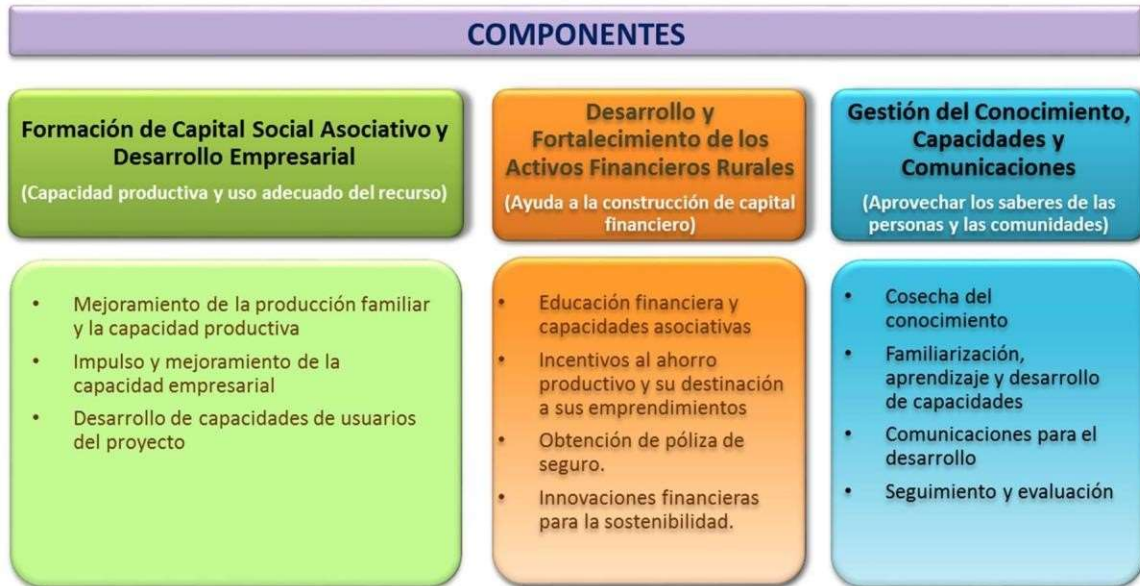 COMPONENTES
Formación de Capital Social Asociativo y
Desarrollo Empresarial
(Capacidad productiva y uso adecuado del recurso)
• Mejoramiento de la producción familiar
y la capacidad productiva
• Impulso y mejoramiento de la
capacidad empresarial
• Desarrollo de capacidades de usuarios
del proyecto
Desarrollo y
Fortalecimiento de los
Activos Financieros Rurales
(Ayuda a la construcción de capital
financiero)
• Educación financiera y
capacidades asociativas
• Incentivos al ahorro
productivo y su destinación
a sus emprendimientos
• Obtención de póliza de
seguro.
• Innovaciones financieras
para la sostenibilidad.
Gestión del Conocimiento,
Capacidades y
Comunicaciones
(Aprovechar los saberes de las
personas y las comunidades)
• Cosecha del
conocimiento
• Familiarización,
aprendizaje y desarrollo
de capacidades
• Comunicaciones para el
desarrollo
• Seguimiento y evaluación